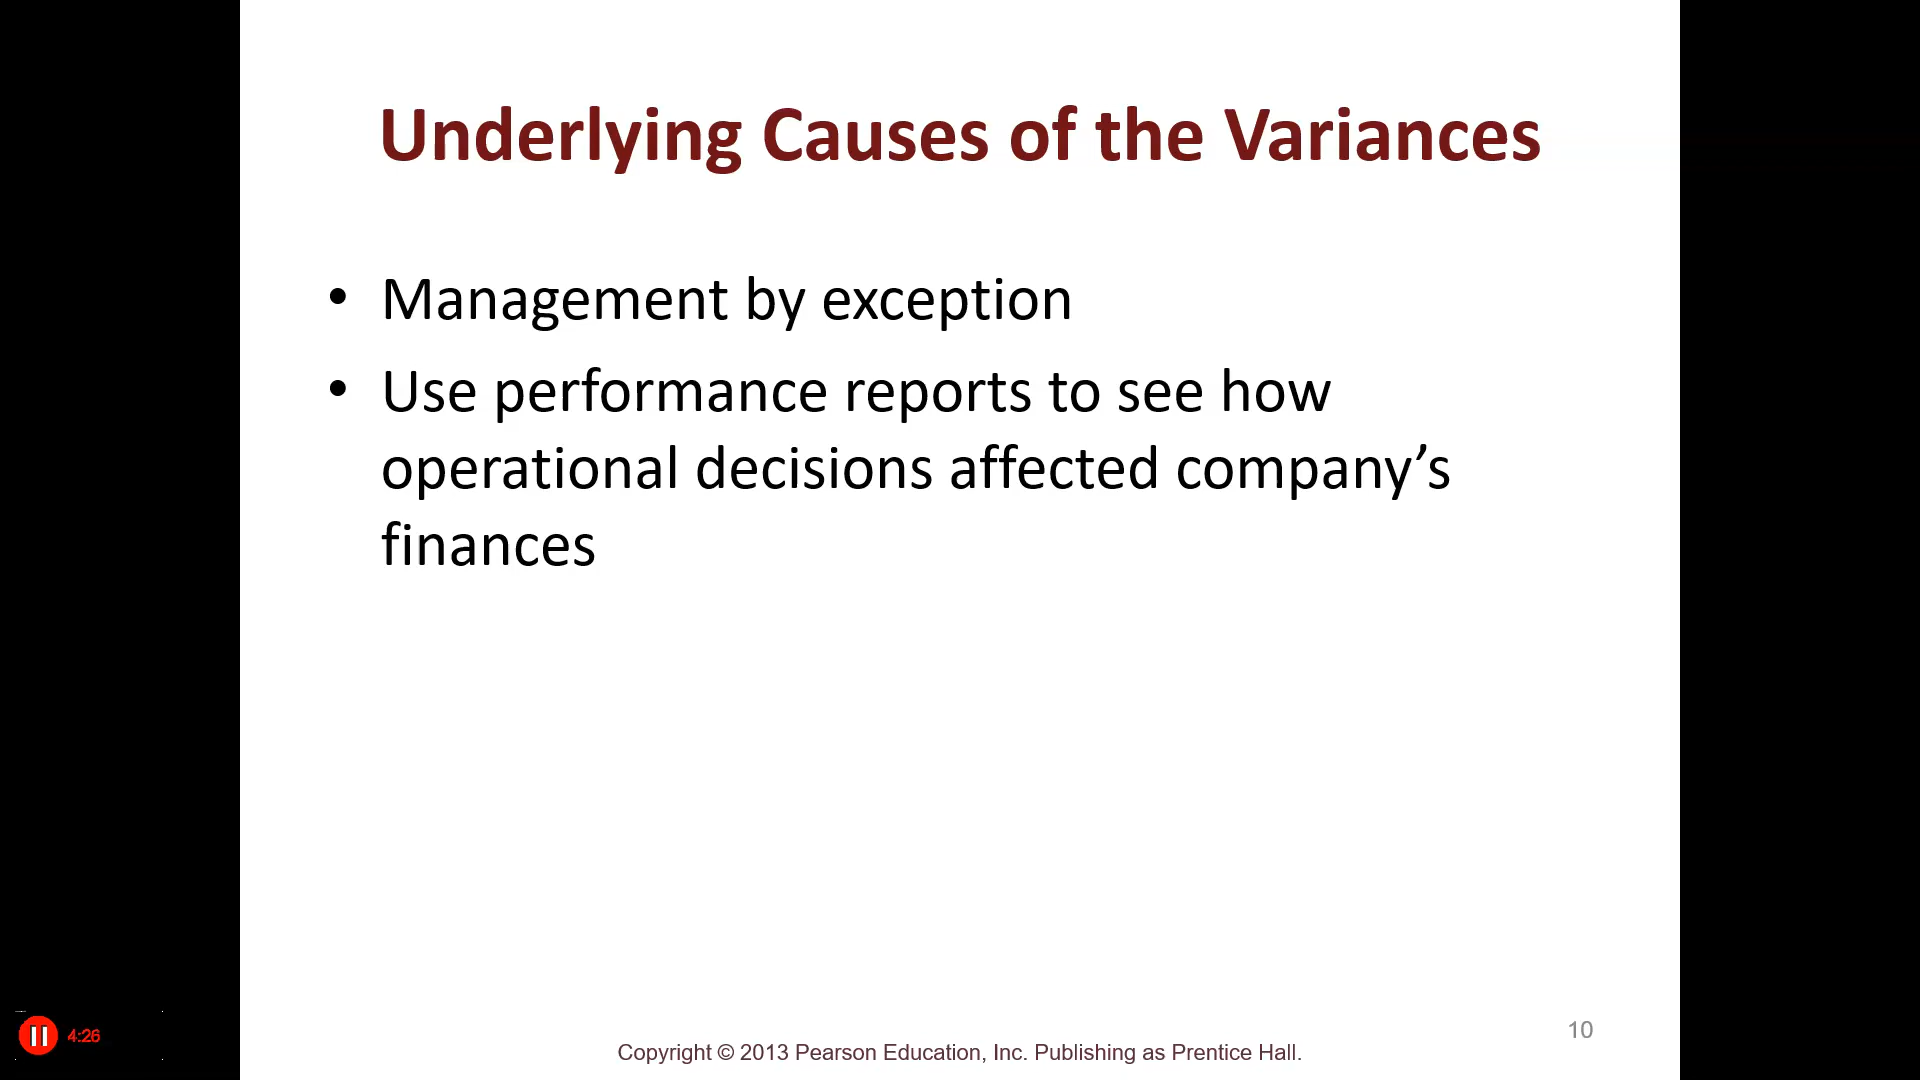 Underlying Causes of the Variances
• Management by exception
• Use performance reports to see how
operational decisions affected company’s
finances
10
4:26
Copyright © 2013 Pearson Education, Inc. Publishing as Prentice Hall.